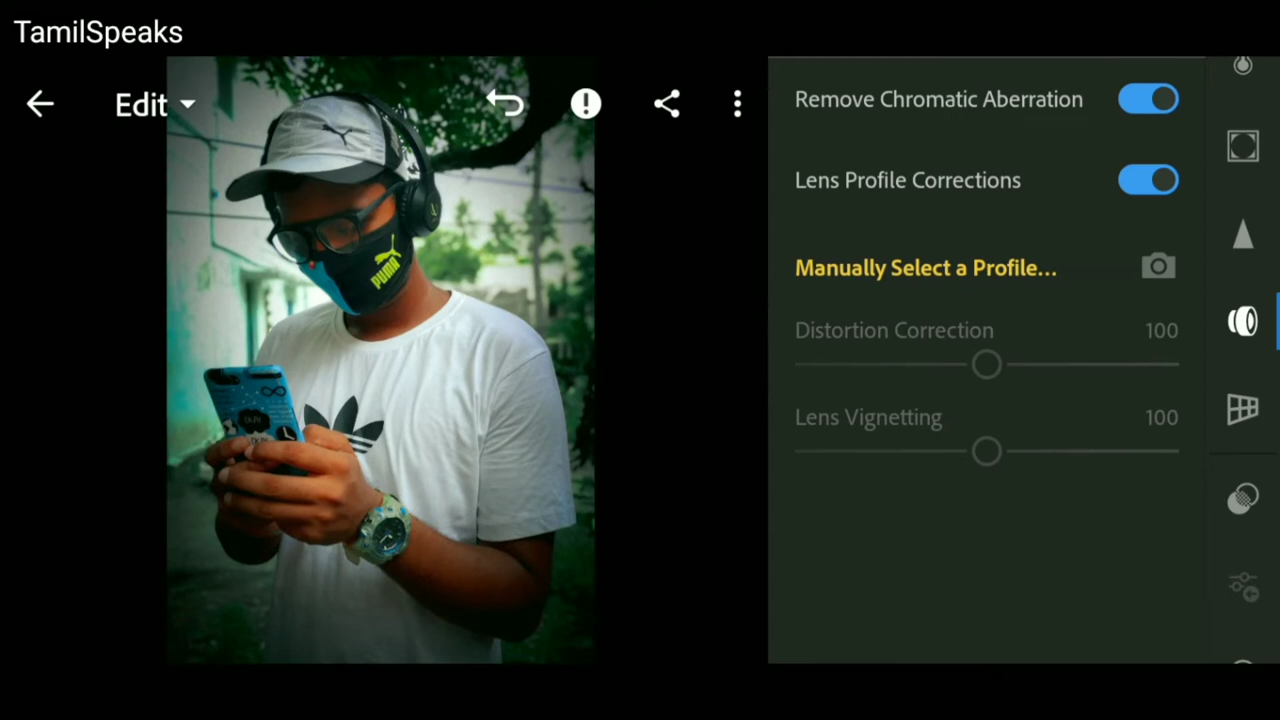 TamilSpeaks
Edit
Remove Chromatic Aberration
Lens Profile Corrections
Manually Select a Profile...
Distortion Correction 100
Lens Vignetting 100
PUMA